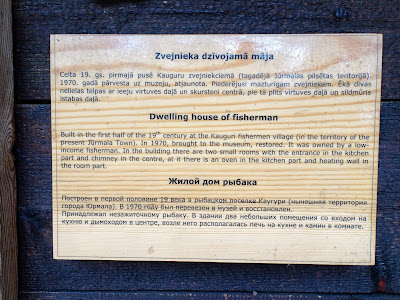 Zvejnieka dzīvojamā māja
Celta 19. gs. pirmajā pusē Kauguru zvejniekciemā (tagadējā Jūrmalas pilsētas teritorijā).
1970. gadā pārvesta uz muzeju, atjaunota. Piederējusi mazturīgam zvejniekam. Ēkā divas
nelielas telpas ar ieeju virtuves daļā un skursteni centrā, pie tā plīts virtuves daļā un sildmūris
istabas daļā.
Dwelling house of fisherman
Built in the first half of the 19th century at the Kauguri fishermen village (in the territory of the
present Jūrmala Town). In 1970, brought to the museum, restored. It was owned by a low-
income fisherman. In the building there are two small rooms with the entrance in the kitchen
part and chimney in the centre, at it there is an oven in the kitchen part and heating wall in
the room part.
Жилой дом рыбака
Построен в первой половине 19 века в рыбацком поселке Каугури (нынешняя территория
города Юрмала). В 1970 году был перевезен в музей и восстановлен.
Принадлежал незажиточному рыбаку. В здании два небольших помещения со входом на
кухню и дымоходом в центре, возле него располагалась печь на кухне и камин в комнате.